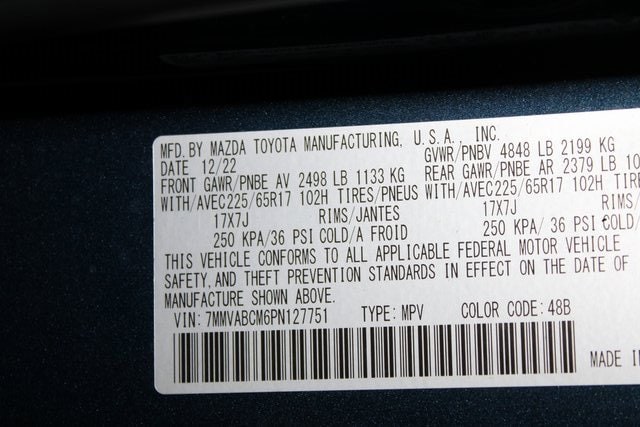 MFD. BY MAZDA TOYOTA MANUFACTURING, U.S.A., INC.
DATE 12/22 GVWR/PNBV 4848 LB 2199 KG
FRONT GAWR/PNBE AV 2498 LB 1133 KG REAR GAWR/PNBE AR 2379 LB
WITH/AVEC225/65R17 102H TIRES/PNEUS WITH/AVEC225/65R17 102H
17X7J RIMS/JANTES 17X7J RIMS/
250 KPA/36 PSI COLD/A FROID 250 KPA/ 36 PSI COLD/
THIS VEHICLE CONFORMS TO ALL APPLICABLE FEDERAL MOTOR VEHICLE
SAFETY, AND THEFT PREVENTION STANDARDS IN EFFECT ON THE DATE OF
MANUFACTURE SHOWN ABOVE.
VIN: 7MMVABCM6PN127751 TYPE: MPV COLOR CODE: 48B
MADE